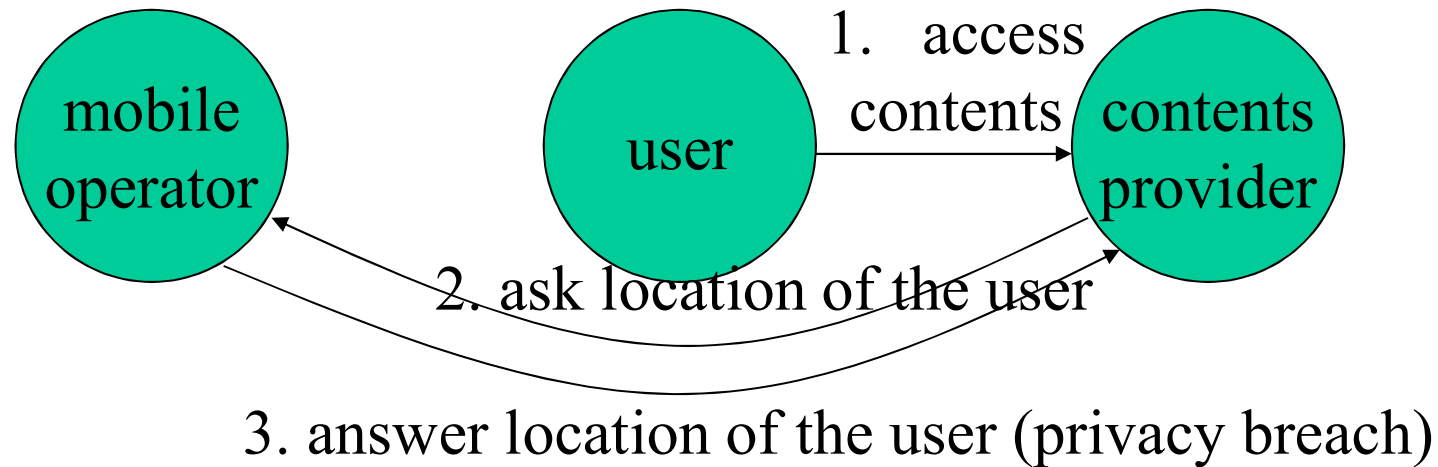 mobile
operator
user
1. access
contents
contents
provider
2. ask location of the user
3. answer location of the user (privacy breach)